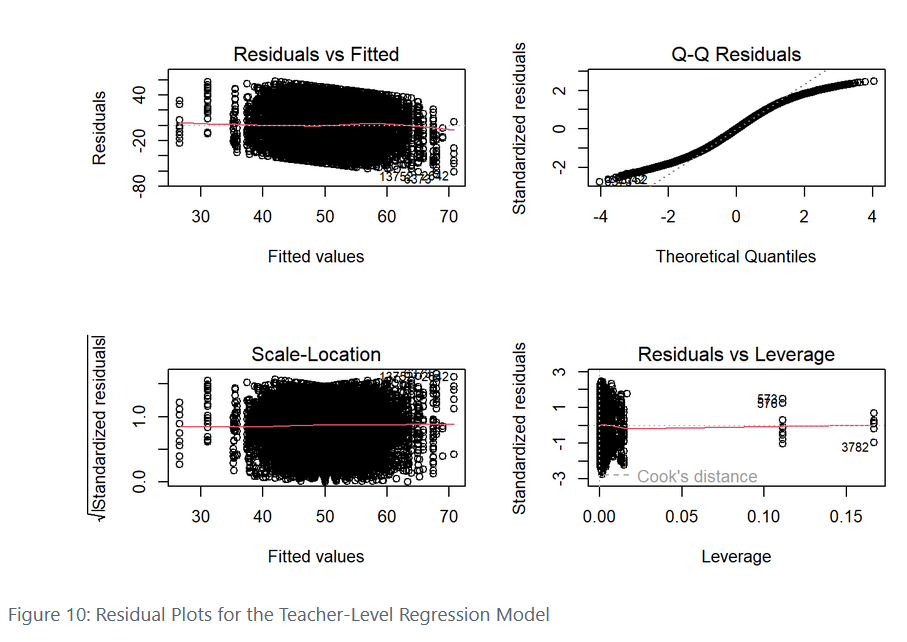 Residuals vs Fitted
Residuals
40
-20
-80
30 40 50 60 70
Fitted values
Q-Q Residuals
Standardized residuals
2
0
-2
-4 -2 0 2 4
Theoretical Quantiles
Scale-Location
√|Standardized residuals|
1.0
0.0
30 40 50 60 70
Fitted values
Residuals vs Leverage
Standardized residuals
3
1
-1
-3
3782
Cook's distance
0.00 0.05 0.10 0.15
Leverage
Figure 10: Residual Plots for the Teacher-Level Regression Model